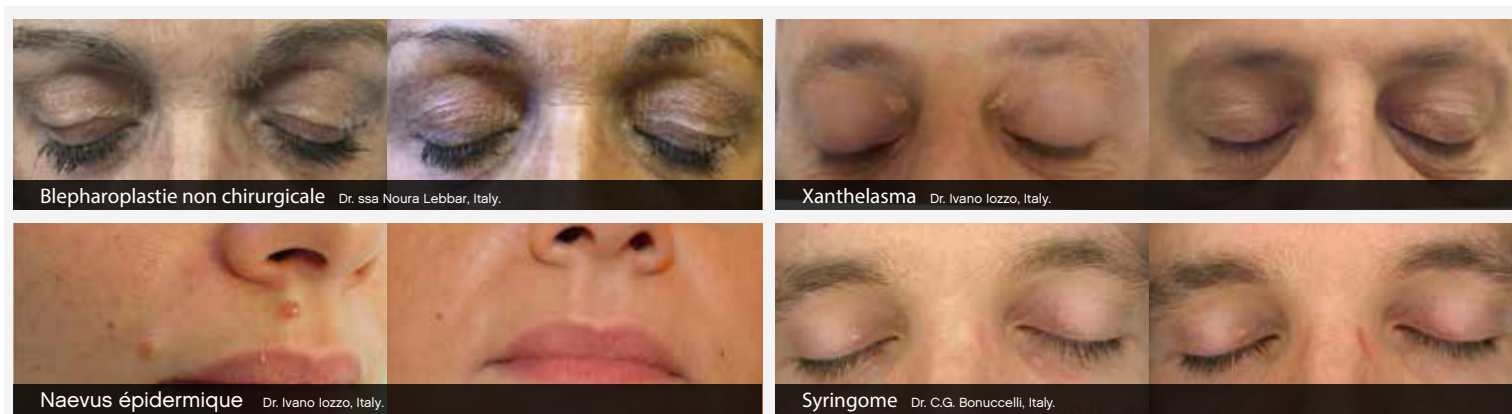 Blepharoplastie non chirurgicale Dr. ssa Noura Lebbar, Italy.
Xanthelasma Dr. Ivano Iozzo, Italy.
Naevus épidermique Dr. Ivano Iozzo, Italy.
Syringome Dr. C.G. Bonuccelli, Italy.